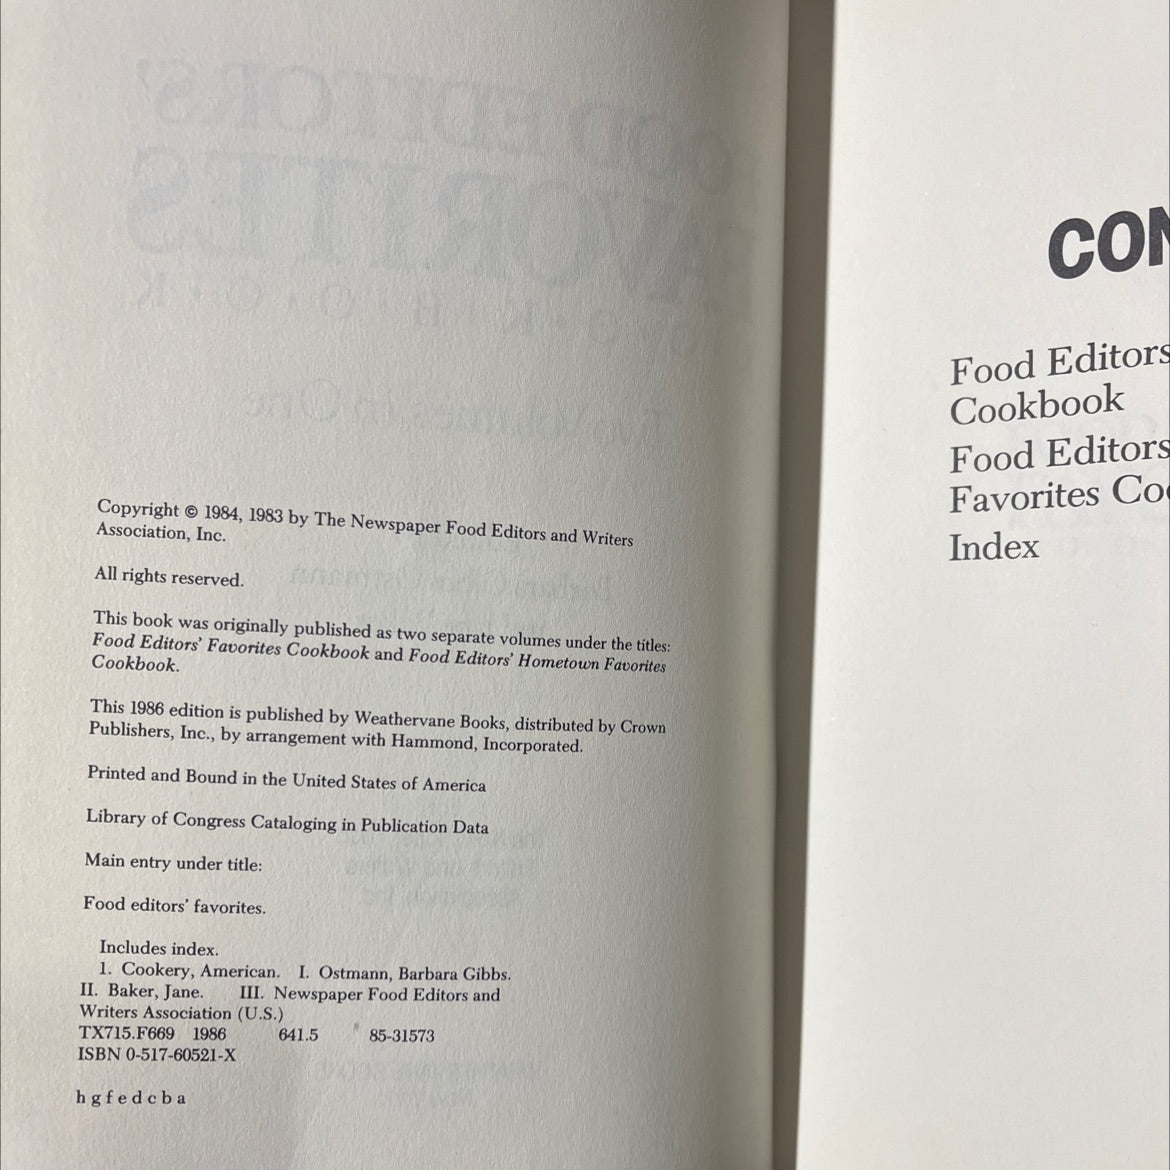 Copyright © 1984, 1983 by The Newspaper Food Editors and Writers
Association, Inc.
All rights reserved.
This book was originally published as two separate volumes under the titles:
Food Editors’ Favorites Cookbook and Food Editors’ Hometown Favorites
Cookbook.
This 1986 edition is published by Weathervane Books, distributed by Crown
Publishers, Inc., by arrangement with Hammond, Incorporated.
Printed and Bound in the United States of America
Library of Congress Cataloging in Publication Data
Main entry under title:
Food editors’ favorites.
Includes index.
1. Cookery, American. I. Ostmann, Barbara Gibbs.
II. Baker, Jane. III. Newspaper Food Editors and
Writers Association (U.S.)
TX715.F669 1986 641.5 85-31573
ISBN 0-517-60521-X
h g f e d c b a
CON
Food Editors
Cookbook
Food Editors
Favorites Coo
Index